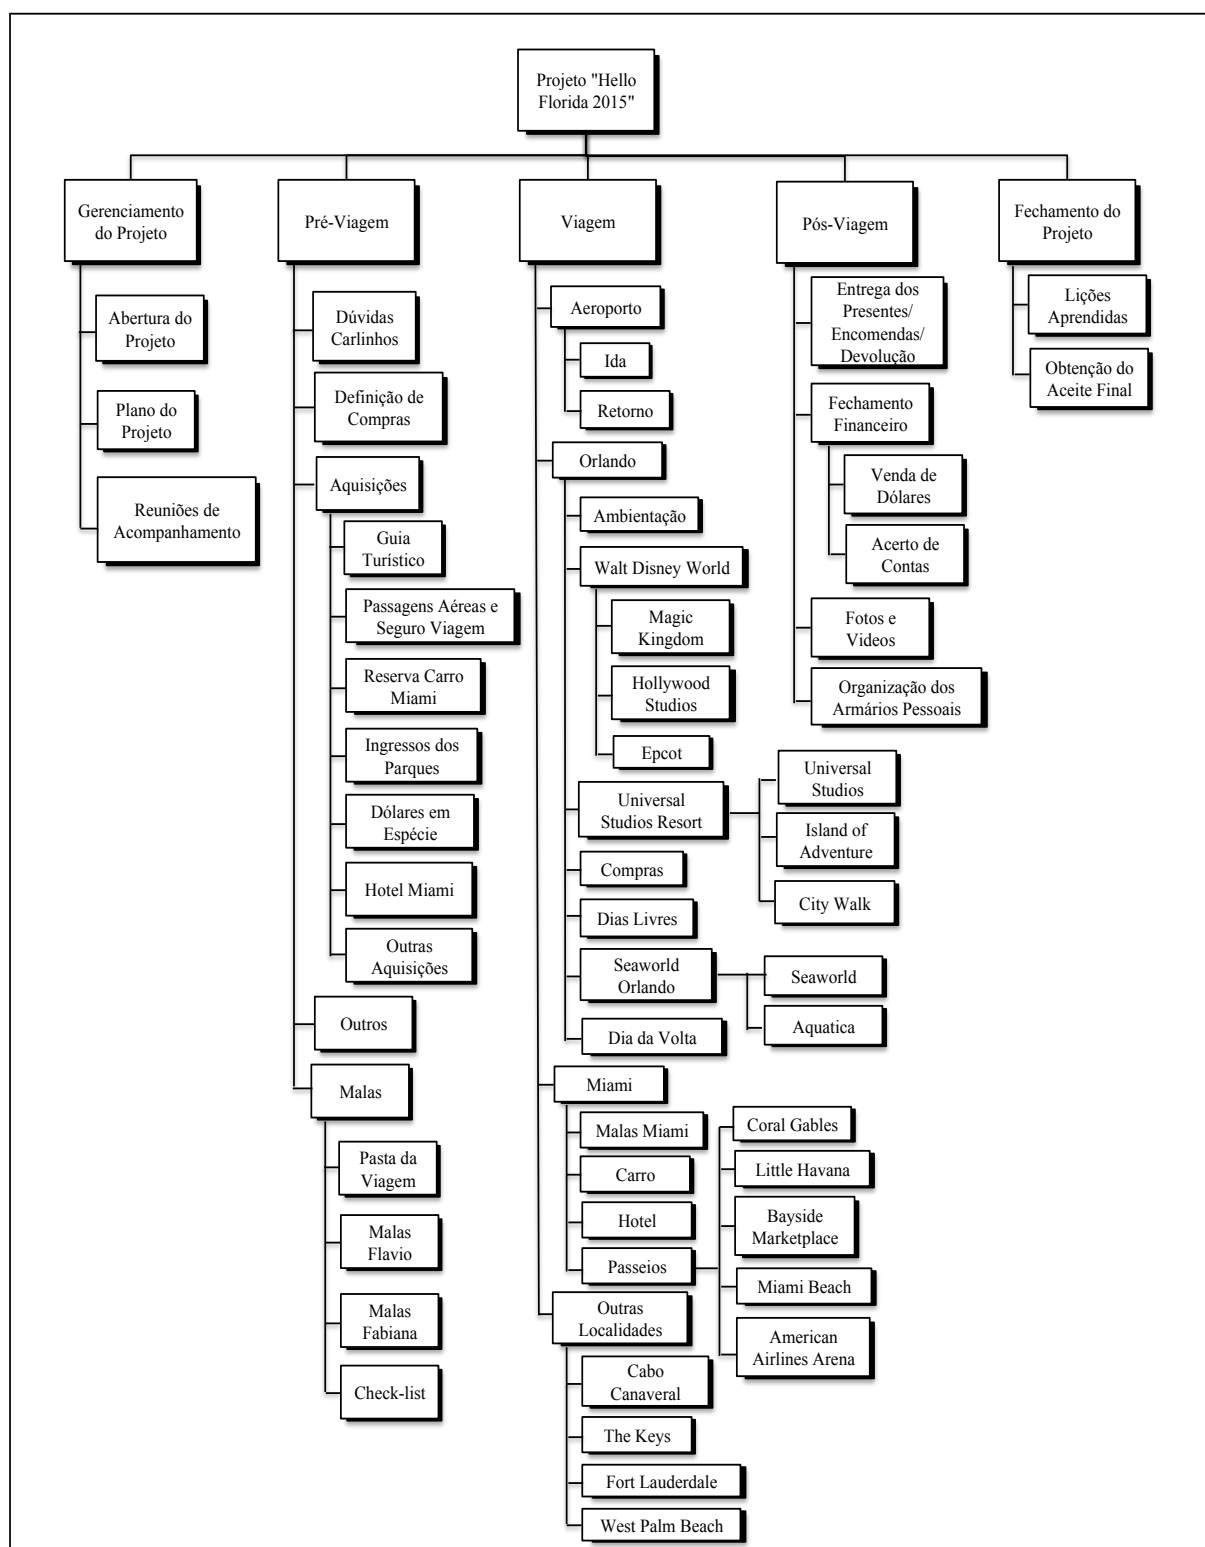 Projeto "Hello
Florida 2015"
Gerenciamento
do Projeto
Abertura do
Projeto
Plano do
Projeto
Reuniões de
Acompanhamento
Pré-Viagem
Dúvidas
Carlinhos
Definição de
Compras
Aquisições
Guia
Turístico
Passagens Aéreas e
Seguro Viagem
Reserva Carro
Miami
Ingressos dos
Parques
Dólares em
Espécie
Hotel Miami
Outras
Aquisições
Outros
Malas
Pasta da
Viagem
Malas
Flavio
Malas
Fabiana
Check-list
Viagem
Aeroporto
Ida
Retorno
Orlando
Ambientação
Walt Disney World
Magic
Kingdom
Hollywood
Studios
Epcot
Universal
Studios Resort
Universal
Studios
Island of
Adventure
City Walk
Compras
Dias Livres
Seaworld
Orlando
Seaworld
Aquatica
Dia da Volta
Miami
Malas Miami
Carro
Hotel
Passeios
Coral Gables
Little Havana
Bayside
Marketplace
Miami Beach
American
Airlines Arena
Outras
Localidades
Cabo
Canaveral
The Keys
Fort Lauderdale
West Palm Beach
Pós-Viagem
Entrega dos
Presentes/
Encomendas/
Devolução
Fechamento
Financeiro
Venda de
Dólares
Acerto de
Contas
Fotos e
Videos
Organização dos
Armários Pessoais
Fechamento do
Projeto
Lições
Aprendidas
Obtenção do
Aceite Final